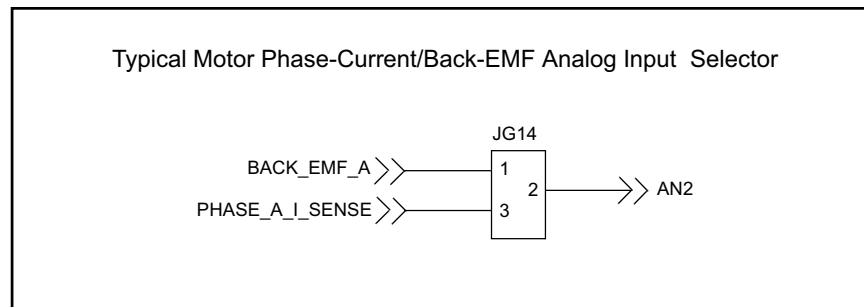 Typical Motor Phase-Current/Back-EMF Analog Input Selector
JG14
BACK_EMF_A
1
2
AN2
PHASE_A_I_SENSE
3